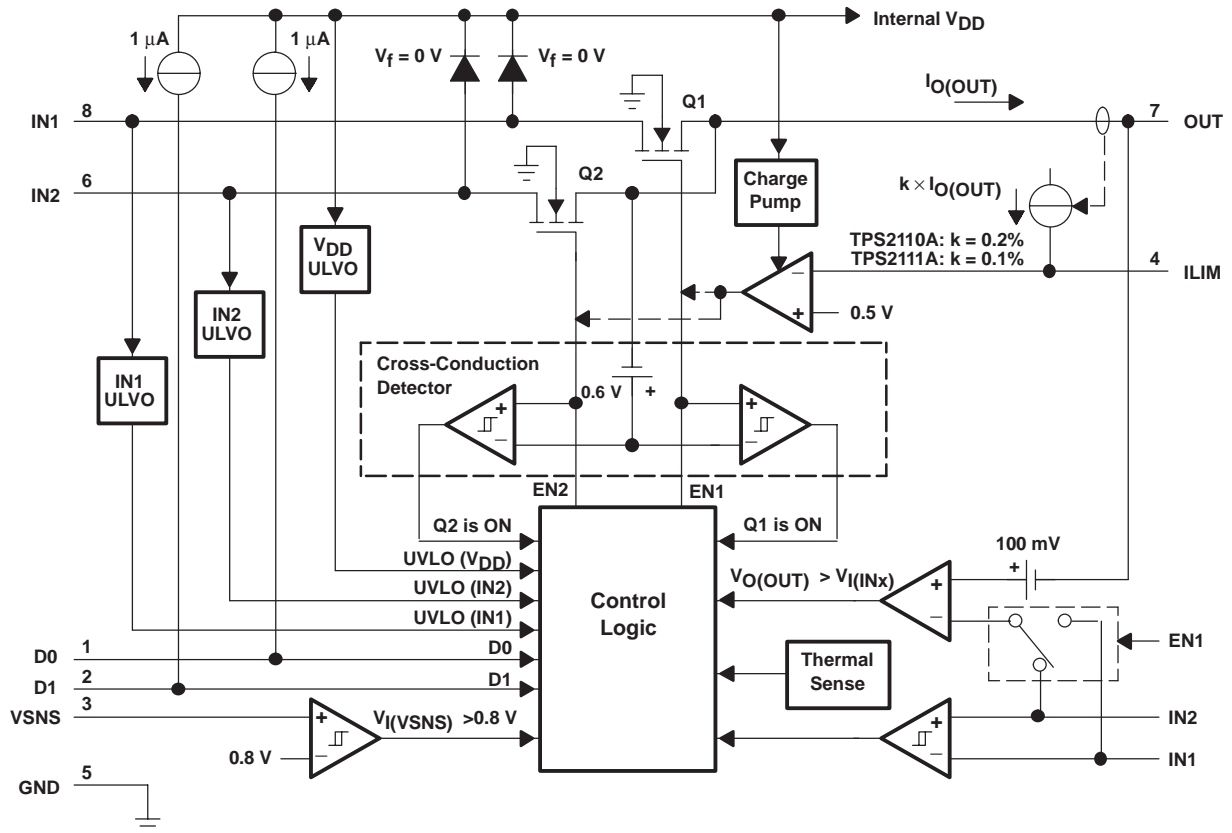 Internal VDD
1 μA
1 μA
Vf = 0 V
Vf = 0 V
IO(OUT)
Q1
IN1
8
7
OUT
Q2
IN2
6
Charge
Pump
k × IO(OUT)
VDD
ULVO
TPS2110A: k = 0.2%
TPS2111A: k = 0.1%
4
ILIM
−
+
0.5 V
IN2
ULVO
IN1
ULVO
Cross-Conduction
Detector
0.6 V
+
+
−
+
−
EN2
EN1
Q2 is ON
Q1 is ON
UVLO (VDD)
UVLO (IN2)
UVLO (IN1)
100 mV
+
VO(OUT) > VI(INx)
+
−
Control
Logic
EN1
D0
1
D0
D1
2
D1
Thermal
Sense
VSNS
3
+
−
VI(VSNS) >0.8 V
0.8 V
+
−
IN2
IN1
GND
5